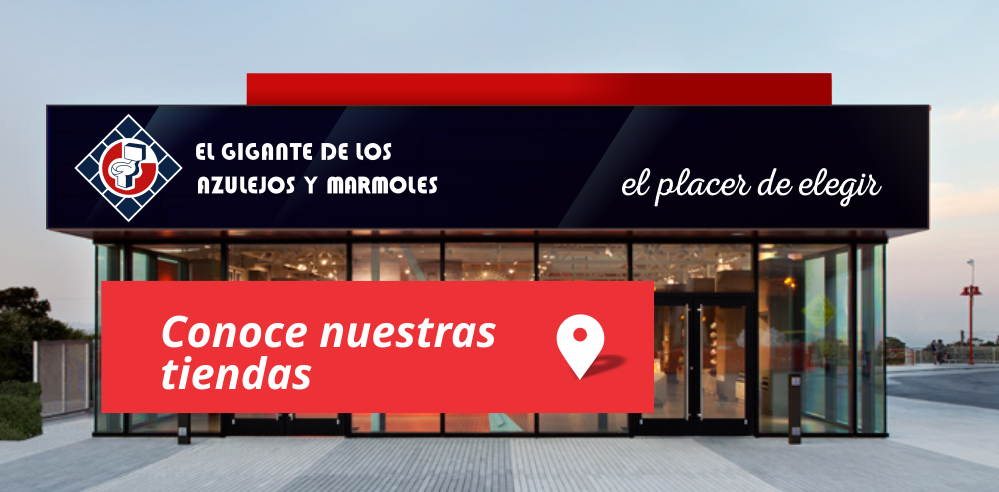 EL GIGANTE DE LOS
AZULEJOS Y MARMOLES
el placer de elegir
Conoce nuestras
tiendas